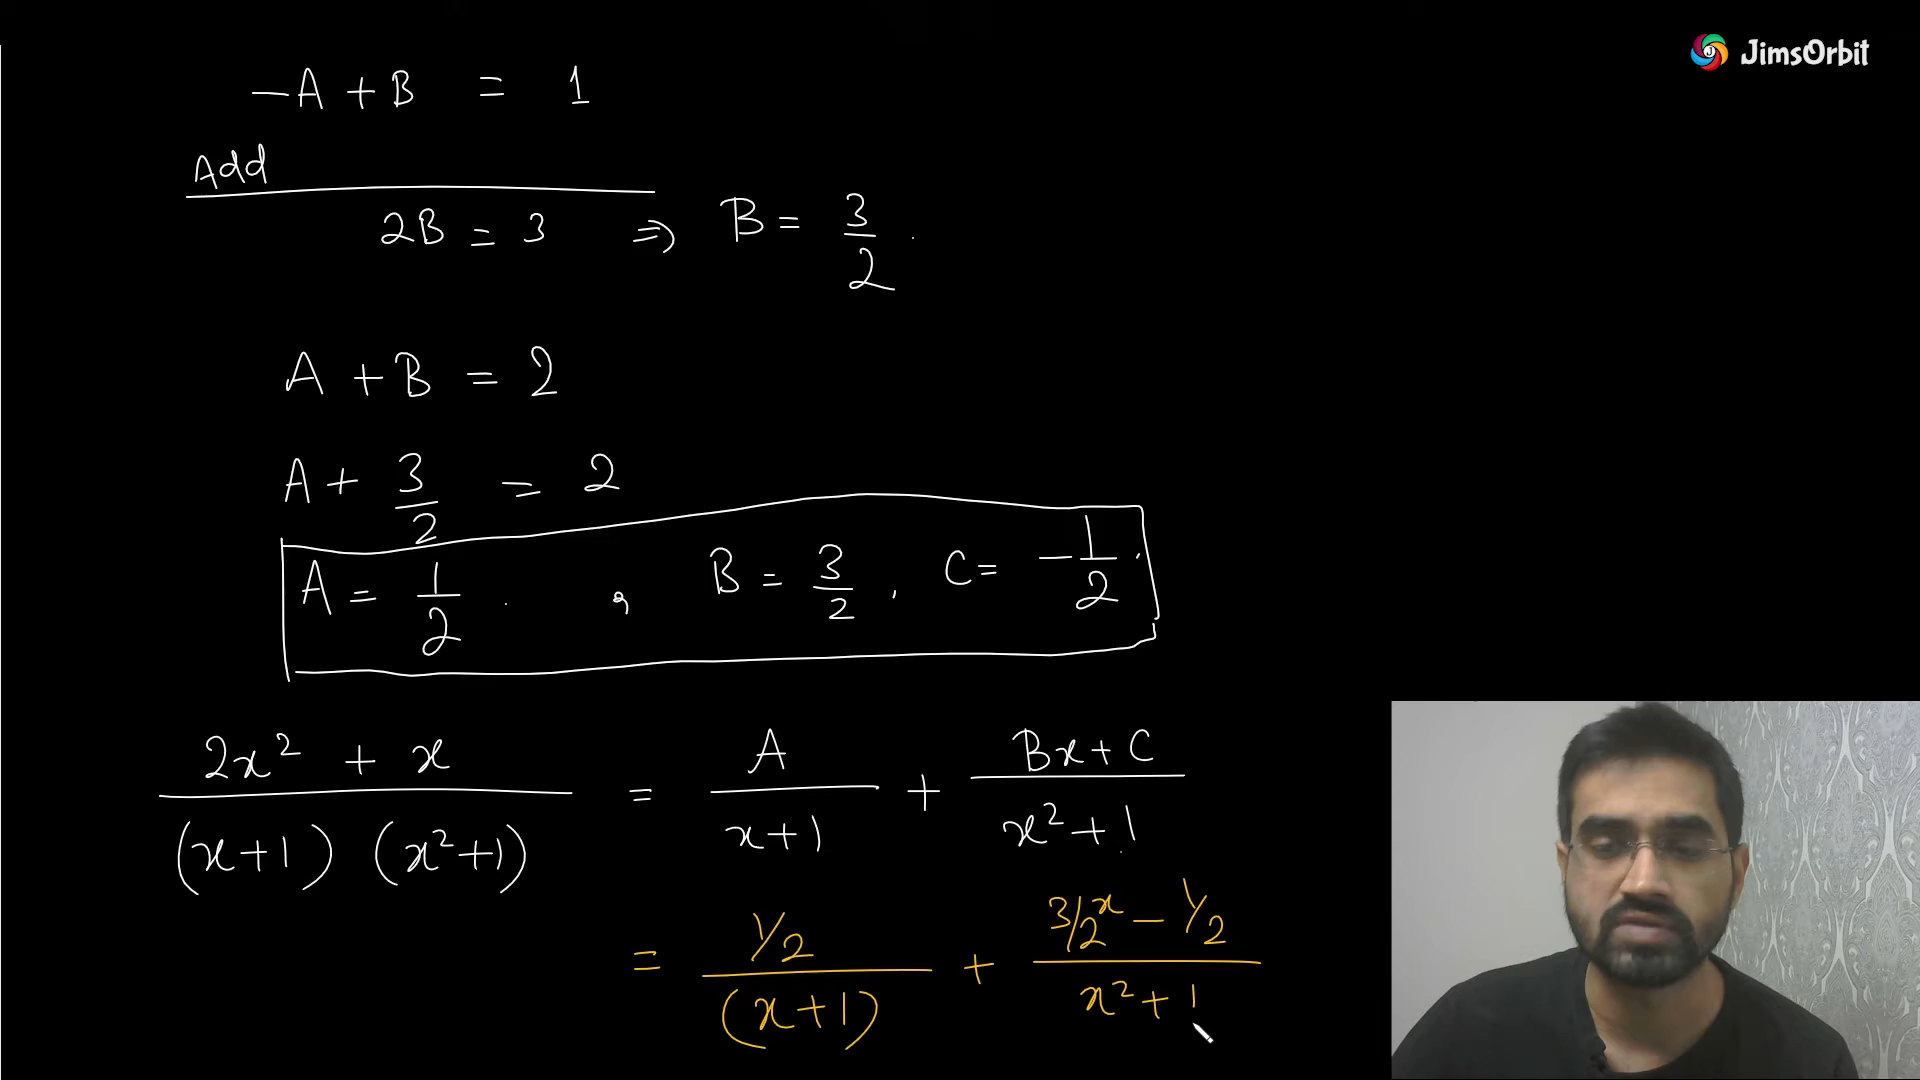 JimsOrbit
-A + B = 1
Add
2B = 3 ⇒ B = 3/2 .
A + B = 2
A + 3/2 = 2
A = 1/2 . , B = 3/2 , C = -1/2 .
2x² + x / (x+1) (x²+1) = A / x+1 + Bx+C / x²+1
= 1/2 / (x+1) + 3/2 x - 1/2 / x²+1